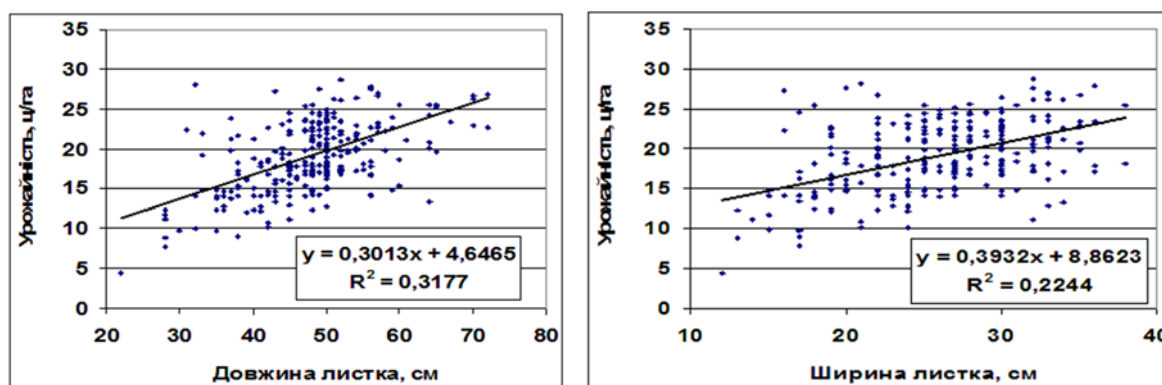 Урожайність, ц/га
35
30
25
20
15
10
5
0
y = 0,3013x + 4,6465
R² = 0,3177
20 30 40 50 60 70 80
Довжина листка, см
Урожайність, ц/га
35
30
25
20
15
10
5
0
y = 0,3932x + 8,8623
R² = 0,2244
10 20 30 40
Ширина листка, см